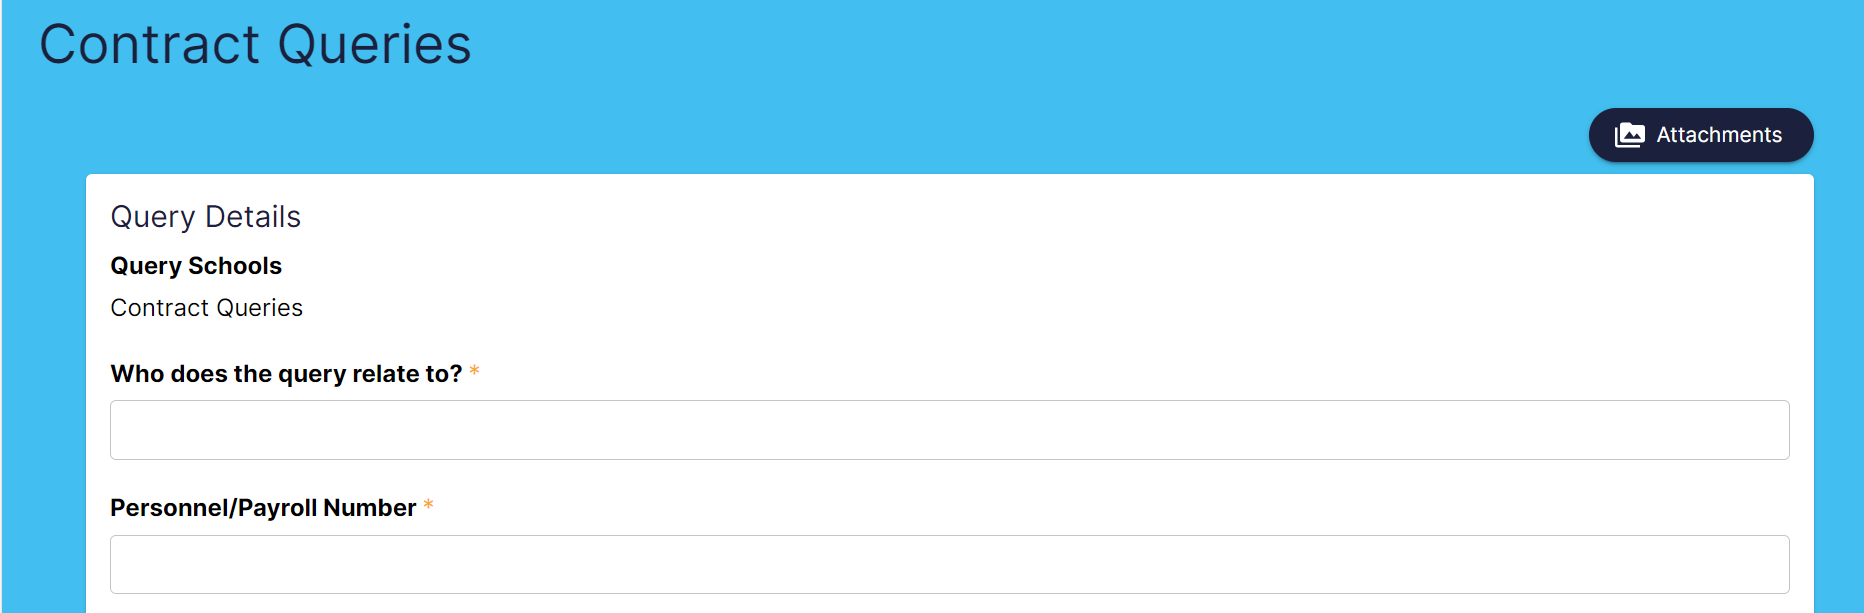 Contract Queries
Attachments
Query Details
Query Schools
Contract Queries
Who does the query relate to? *
Personnel/Payroll Number *